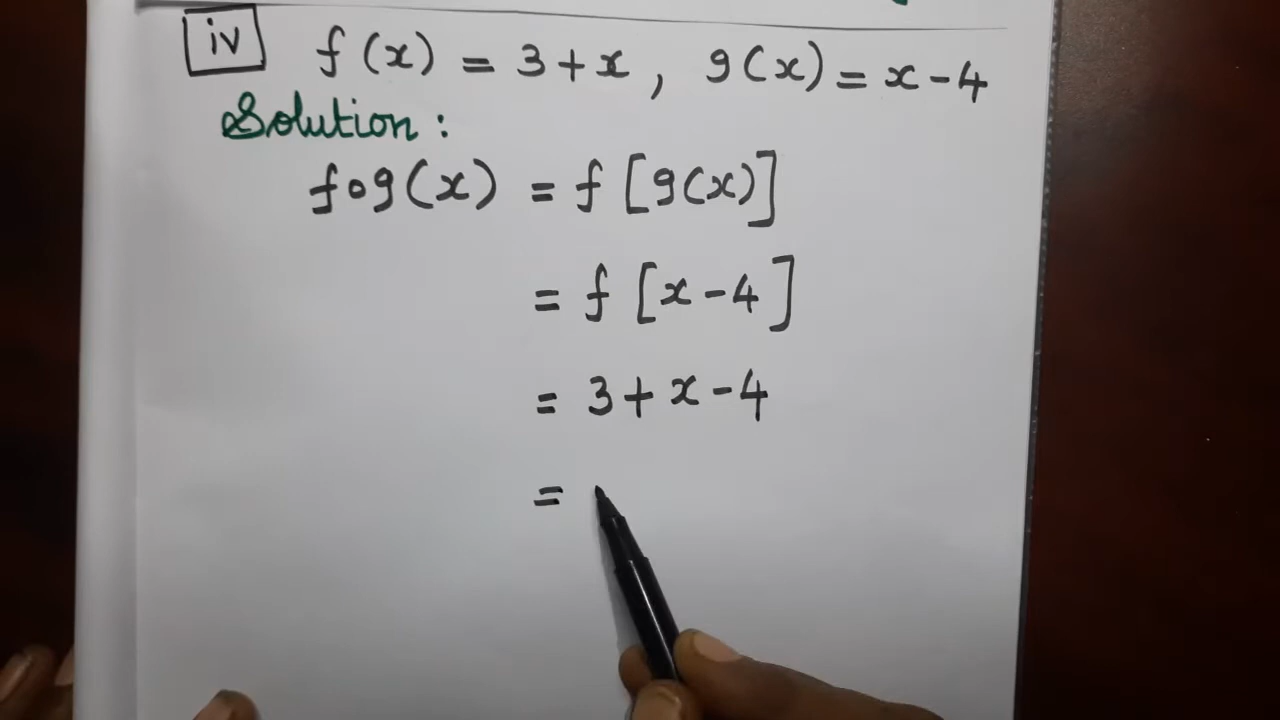 iv f(x) = 3+x, g(x) = x-4
Solution:
fog(x) = f[g(x)]
= f[x-4]
= 3+x-4
=